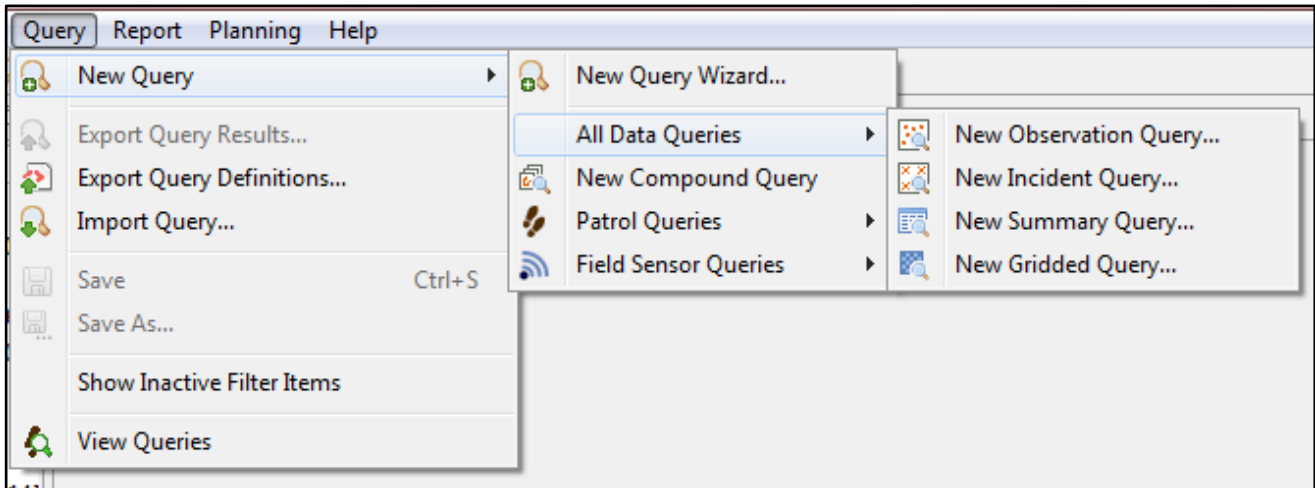 Query Report Planning Help
New Query
Export Query Results...
Export Query Definitions...
Import Query...
Save Ctrl+S
Save As...
Show Inactive Filter Items
View Queries
New Query Wizard...
All Data Queries
New Compound Query
Patrol Queries
Field Sensor Queries
New Observation Query...
New Incident Query...
New Summary Query...
New Gridded Query...